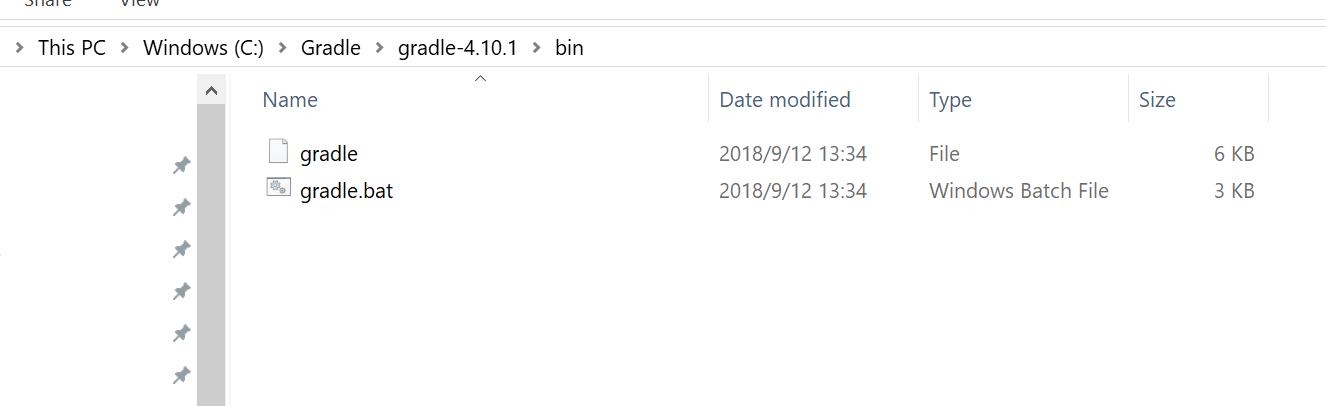 Share View
This PC Windows (C:) Gradle gradle-4.10.1 bin
Name Date modified Type Size
gradle 2018/9/12 13:34 File 6 KB
gradle.bat 2018/9/12 13:34 Windows Batch File 3 KB